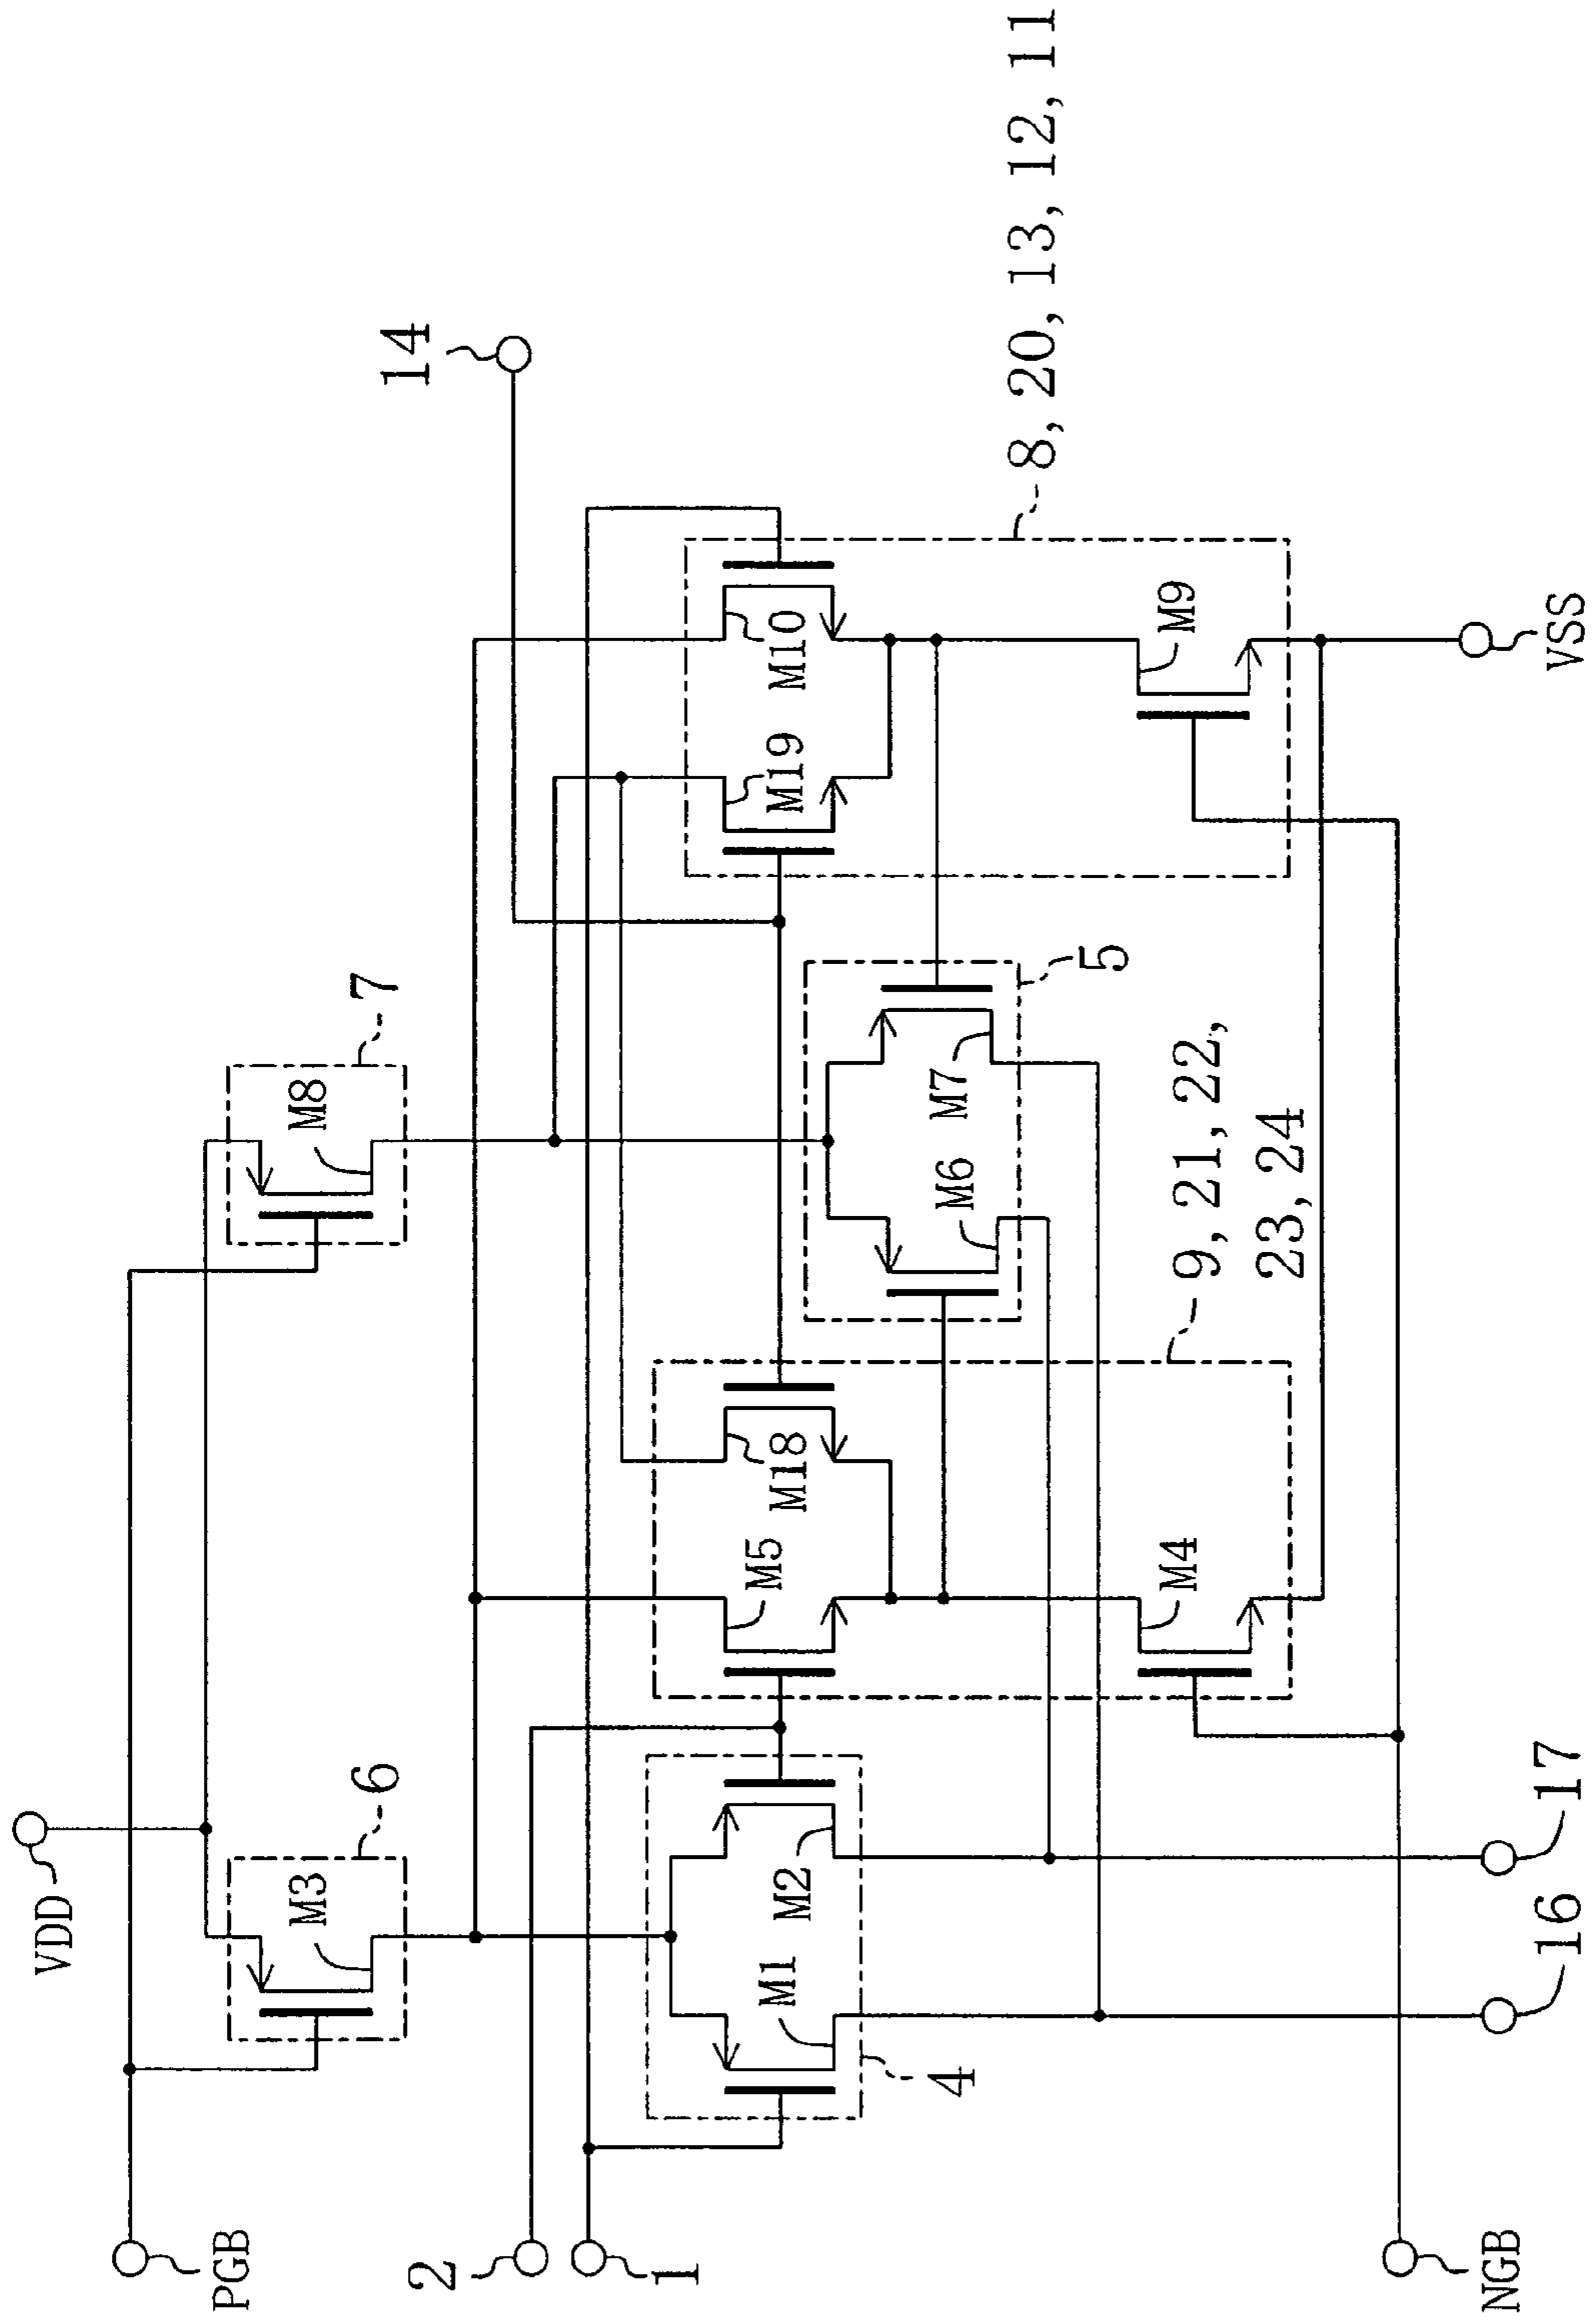 VDD
PGB
M3
6
M8
7
14
2
1
M1
M2
4
M5
M18
M19
M10
M6
M7
5
8, 20, 13, 12, 11
9, 21, 22,
23, 24
M4
M9
NGB
16
17
VSS